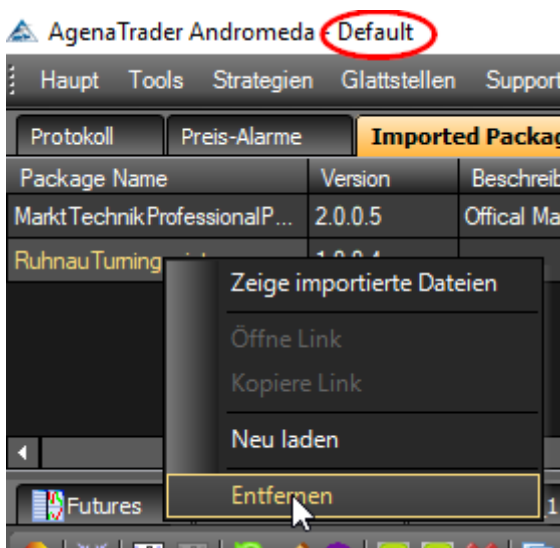 AgenaTrader Andromeda - Default
Haupt Tools Strategien Glattstellen Support
Protokoll Preis-Alarme Imported Packag
Package Name Version Beschreib
MarktTechnikProfessionalP... 2.0.0.5 Offical Ma
RuhnauTurning
Zeige importierte Dateien
Öffne Link
Kopiere Link
Neu laden
Entfernen
Futures 1